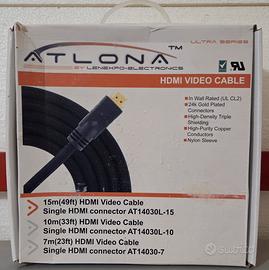 ATLONA™
BY LENEXPO-ELECTRONICS
ULTRA SERIES
HDMI VIDEO CABLE
In Wall Rated (UL CL2)
24k Gold Plated
Connectors
High-Density Triple
Shielding
High-Purity Copper
Conductors
Nylon Sleeve
15m(49ft) HDMI Video Cable
Single HDMI connector AT14030L-15
10m(33ft) HDMI Video Cable
Single HDMI connector AT14030L-10
7m(23ft) HDMI Video Cable
Single HDMI connector AT14030-7
subito